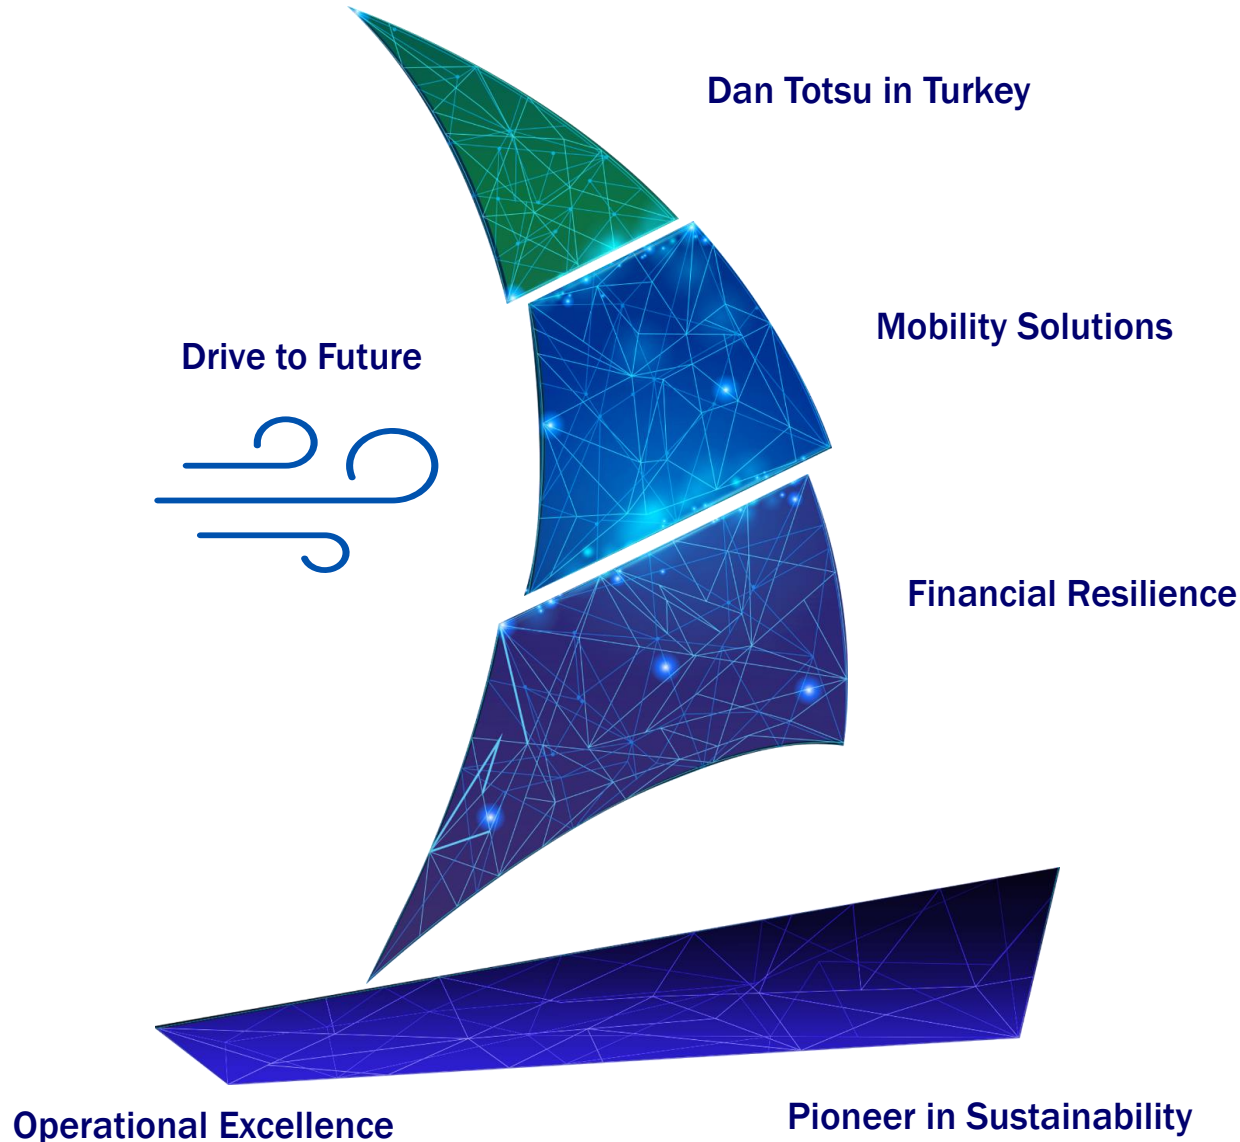 Dan Totsu in Turkey
Mobility Solutions
Drive to Future
Financial Resilience
Operational Excellence
Pioneer in Sustainability